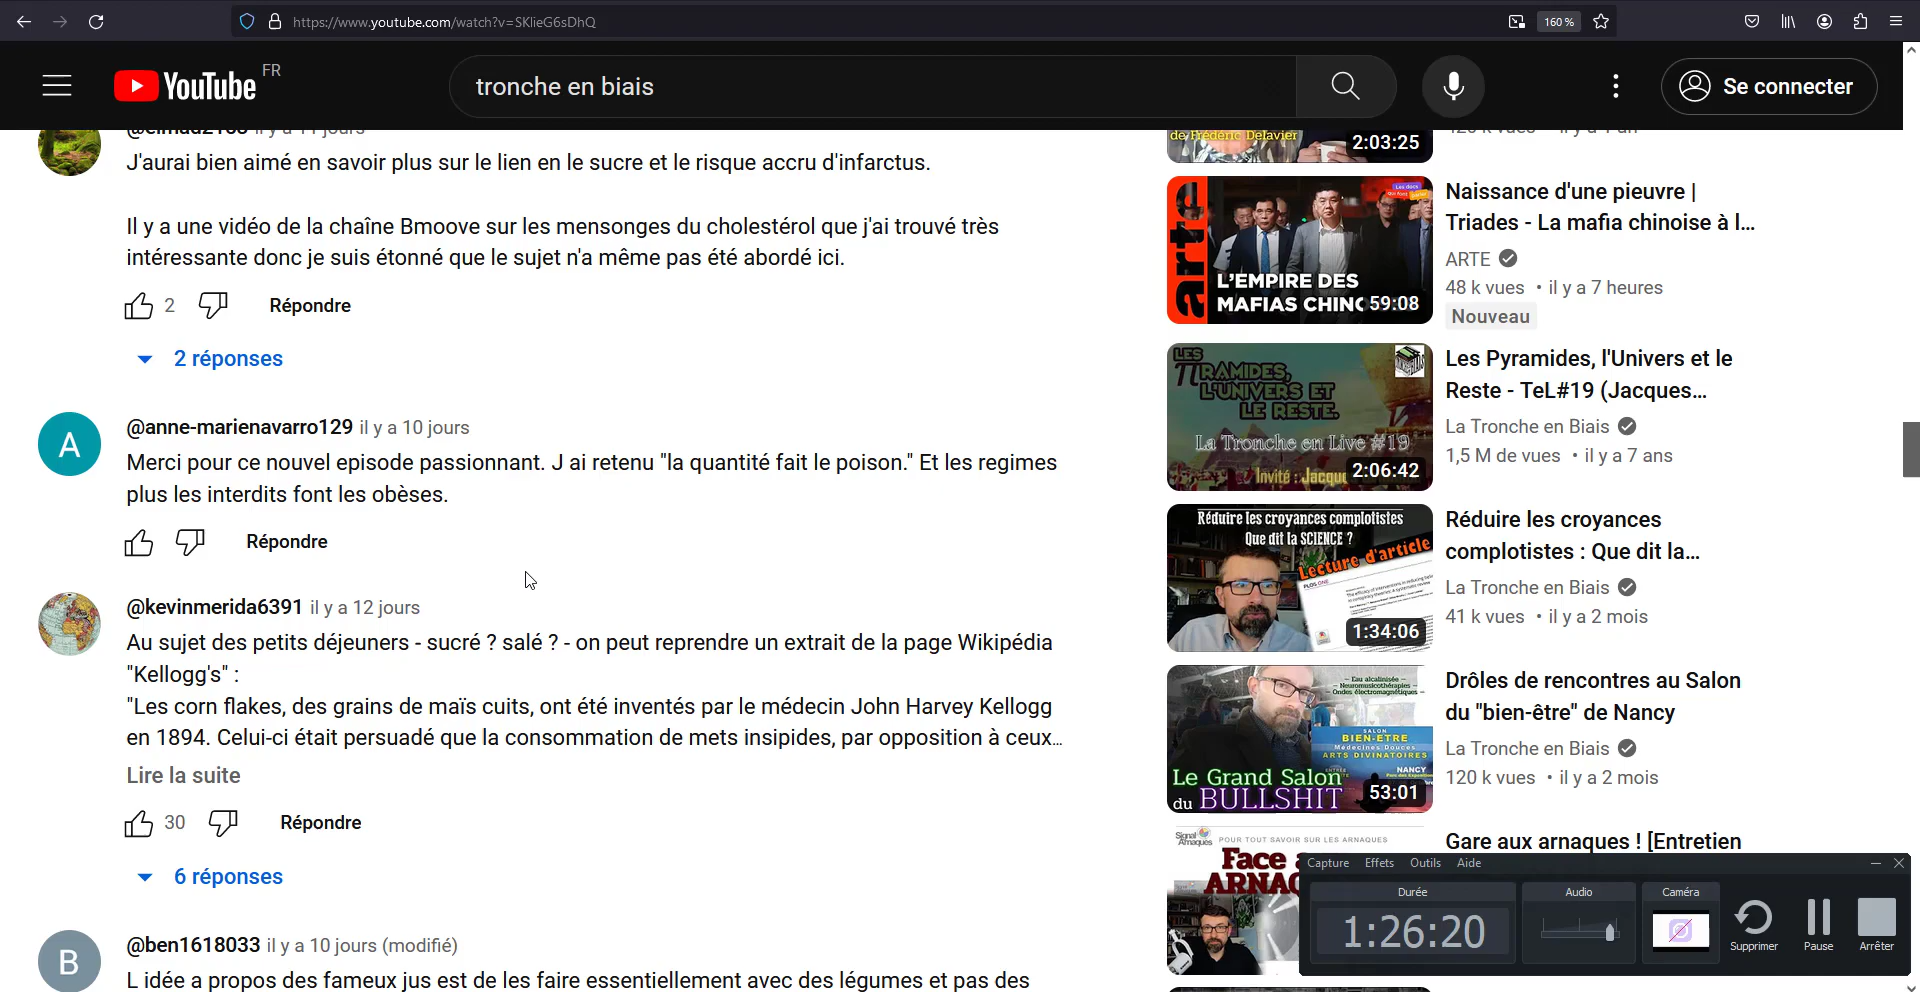 https://www.youtube.com/watch?v=SKlieG6sDhQ
160 %
YouTube FR
tronche en biais
Se connecter
J'aurai bien aimé en savoir plus sur le lien en le sucre et le risque accru d'infarctus.
Il y a une vidéo de la chaîne Bmoove sur les mensonges du cholestérol que j'ai trouvé très
intéressante donc je suis étonné que le sujet n'a même pas été abordé ici.
2
Répondre
2 réponses
@anne-marienavarro129 il y a 10 jours
Merci pour ce nouvel episode passionnant. J ai retenu "la quantité fait le poison." Et les regimes
plus les interdits font les obèses.
Répondre
@kevinmerida6391 il y a 12 jours
Au sujet des petits déjeuners - sucré ? salé ? - on peut reprendre un extrait de la page Wikipédia
"Kellogg's" :
"Les corn flakes, des grains de maïs cuits, ont été inventés par le médecin John Harvey Kellogg
en 1894. Celui-ci était persuadé que la consommation de mets insipides, par opposition à ceux...
Lire la suite
30
Répondre
6 réponses
B
@ben1618033 il y a 10 jours (modifié)
L idée a propos des fameux jus est de les faire essentiellement avec des légumes et pas des
A
de Frédéric Delavier
2:03:25
arte
L'EMPIRE DES
MAFIAS CHINO
59:08
Naissance d'une pieuvre |
Triades - La mafia chinoise à l...
ARTE
48 k vues • il y a 7 heures
Nouveau
LES
πRAMIDES,
L'UNIVERS ET
LE RESTE.
La Tronche en Live #19
Invité : Jacqu
2:06:42
Les Pyramides, l'Univers et le
Reste - TeL#19 (Jacques...
La Tronche en Biais
1,5 M de vues • il y a 7 ans
Réduire les croyances complotistes
Que dit la SCIENCE ?
Lecture d'article
1:34:06
Réduire les croyances
complotistes : Que dit la...
La Tronche en Biais
41 k vues • il y a 2 mois
Eau alcalinisée
Neuromusicothérapies
Ondes électromagnétiques
SALON
BIEN-ETRE
Médecines Douces
ARTS DIVINATOIRES
NANCY
Le Grand Salon
du BULLSHIT
53:01
Drôles de rencontres au Salon
du "bien-être" de Nancy
La Tronche en Biais
120 k vues • il y a 2 mois
Signal
Arnaques
POUR TOUT SAVOIR SUR LES ARNAQUES
Face
ARNAQ
Gare aux arnaques ! [Entretien
Capture Effets Outils Aide
Durée
1:26:20
Audio
Caméra
Supprimer
Pause
Arrêter